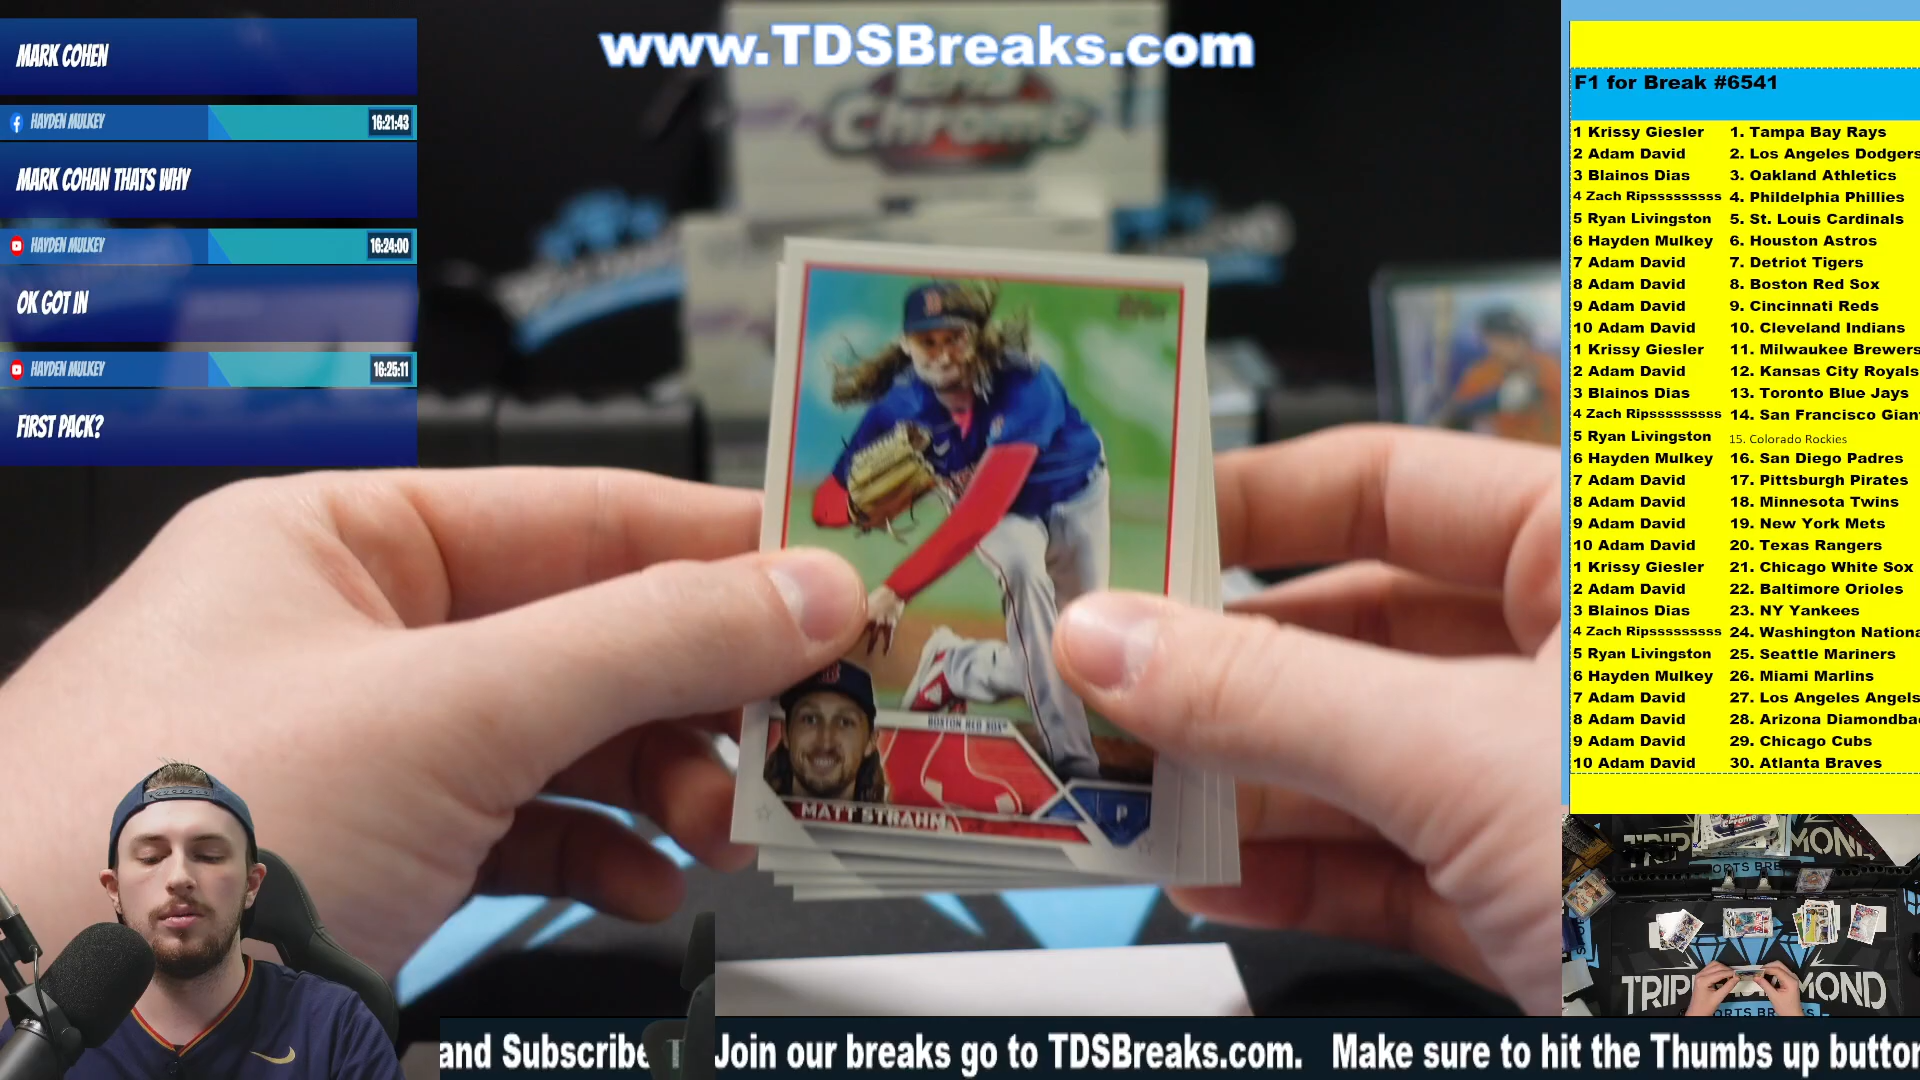 www.TDSBreaks.com
MARK COHEN
HAYDEN MULKEY 16:21:43
MARK COHAN THATS WHY
HAYDEN MULKEY 16:24:00
OK GOT IN
HAYDEN MULKEY 16:25:11
FIRST PACK?
Chrome
BOSTON RED SOX
MATT STRAHM
P
F1 for Break #6541
1 Krissy Giesler 1. Tampa Bay Rays
2 Adam David 2. Los Angeles Dodgers
3 Blainos Dias 3. Oakland Athletics
4 Zach Ripsssssssss 4. Phildelphia Phillies
5 Ryan Livingston 5. St. Louis Cardinals
6 Hayden Mulkey 6. Houston Astros
7 Adam David 7. Detriot Tigers
8 Adam David 8. Boston Red Sox
9 Adam David 9. Cincinnati Reds
10 Adam David 10. Cleveland Indians
1 Krissy Giesler 11. Milwaukee Brewers
2 Adam David 12. Kansas City Royals
3 Blainos Dias 13. Toronto Blue Jays
4 Zach Ripsssssssss 14. San Francisco Gian
5 Ryan Livingston 15. Colorado Rockies
6 Hayden Mulkey 16. San Diego Padres
7 Adam David 17. Pittsburgh Pirates
8 Adam David 18. Minnesota Twins
9 Adam David 19. New York Mets
10 Adam David 20. Texas Rangers
1 Krissy Giesler 21. Chicago White Sox
2 Adam David 22. Baltimore Orioles
3 Blainos Dias 23. NY Yankees
4 Zach Ripsssssssss 24. Washington Nationa
5 Ryan Livingston 25. Seattle Mariners
6 Hayden Mulkey 26. Miami Marlins
7 Adam David 27. Los Angeles Angels
8 Adam David 28. Arizona Diamondba
9 Adam David 29. Chicago Cubs
10 Adam David 30. Atlanta Braves
and Subscribe Join our breaks go to TDSBreaks.com. Make sure to hit the Thumbs up button